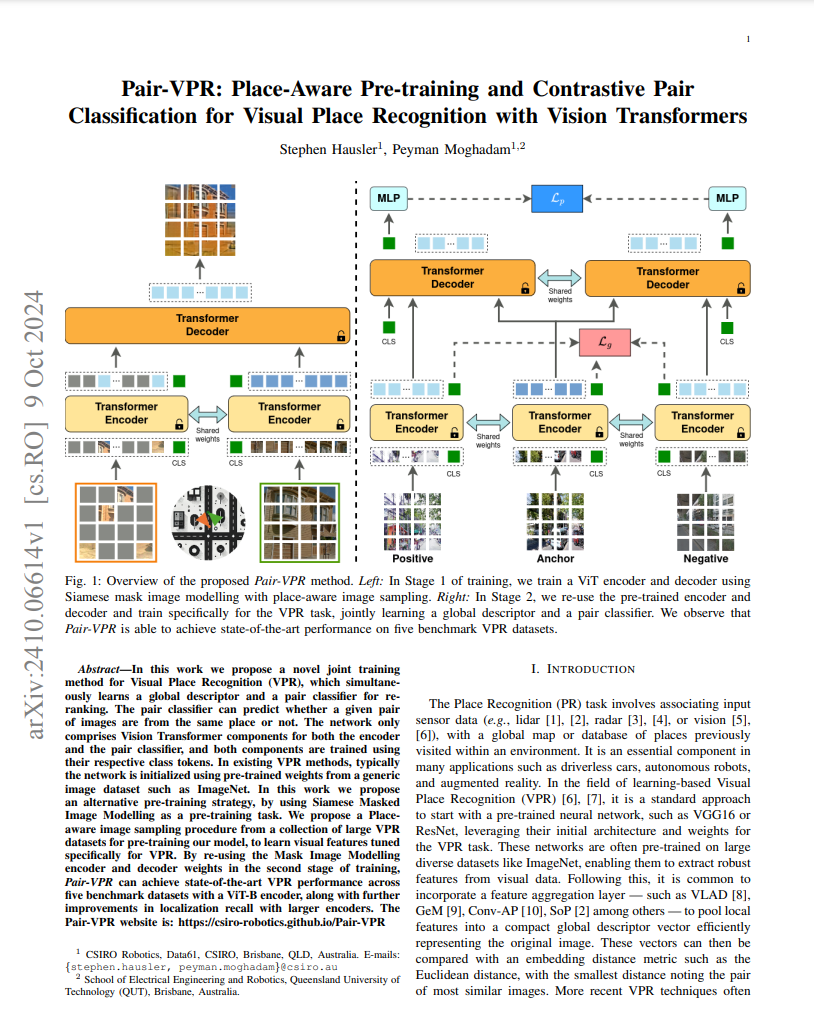 1
Pair-VPR: Place-Aware Pre-training and Contrastive Pair
Classification for Visual Place Recognition with Vision Transformers
Stephen Hausler¹, Peyman Moghadam¹,²
arXiv:2410.06614v1 [cs.RO] 9 Oct 2024
Transformer
Decoder
Transformer
Encoder
Shared
weights
Transformer
Encoder
CLS
CLS
MLP
ℒp
MLP
Transformer
Decoder
Shared
weights
Transformer
Decoder
CLS
ℒg
CLS
Transformer
Encoder
Shared
weights
Transformer
Encoder
Shared
weights
Transformer
Encoder
CLS
CLS
CLS
Positive
Anchor
Negative
Fig. 1: Overview of the proposed Pair-VPR method. Left: In Stage 1 of training, we train a ViT encoder and decoder using
Siamese mask image modelling with place-aware image sampling. Right: In Stage 2, we re-use the pre-trained encoder and
decoder and train specifically for the VPR task, jointly learning a global descriptor and a pair classifier. We observe that
Pair-VPR is able to achieve state-of-the-art performance on five benchmark VPR datasets.
Abstract—In this work we propose a novel joint training
method for Visual Place Recognition (VPR), which simultane-
ously learns a global descriptor and a pair classifier for re-
ranking. The pair classifier can predict whether a given pair
of images are from the same place or not. The network only
comprises Vision Transformer components for both the encoder
and the pair classifier, and both components are trained using
their respective class tokens. In existing VPR methods, typically
the network is initialized using pre-trained weights from a generic
image dataset such as ImageNet. In this work we propose
an alternative pre-training strategy, by using Siamese Masked
Image Modelling as a pre-training task. We propose a Place-
aware image sampling procedure from a collection of large VPR
datasets for pre-training our model, to learn visual features tuned
specifically for VPR. By re-using the Mask Image Modelling
encoder and decoder weights in the second stage of training,
Pair-VPR can achieve state-of-the-art VPR performance across
five benchmark datasets with a ViT-B encoder, along with further
improvements in localization recall with larger encoders. The
Pair-VPR website is: https://csiro-robotics.github.io/Pair-VPR
¹ CSIRO Robotics, Data61, CSIRO, Brisbane, QLD, Australia. E-mails:
{stephen.hausler, peyman.moghadam}@csiro.au
² School of Electrical Engineering and Robotics, Queensland University of
Technology (QUT), Brisbane, Australia.
I. INTRODUCTION
The Place Recognition (PR) task involves associating input
sensor data (e.g., lidar [1], [2], radar [3], [4], or vision [5],
[6]), with a global map or database of places previously
visited within an environment. It is an essential component in
many applications such as driverless cars, autonomous robots,
and augmented reality. In the field of learning-based Visual
Place Recognition (VPR) [6], [7], it is a standard approach
to start with a pre-trained neural network, such as VGG16 or
ResNet, leveraging their initial architecture and weights for
the VPR task. These networks are often pre-trained on large
diverse datasets like ImageNet, enabling them to extract robust
features from visual data. Following this, it is common to
incorporate a feature aggregation layer — such as VLAD [8],
GeM [9], Conv-AP [10], SoP [2] among others — to pool local
features into a compact global descriptor vector efficiently
representing the original image. These vectors can then be
compared with an embedding distance metric such as the
Euclidean distance, with the smallest distance noting the pair
of most similar images. More recent VPR techniques often